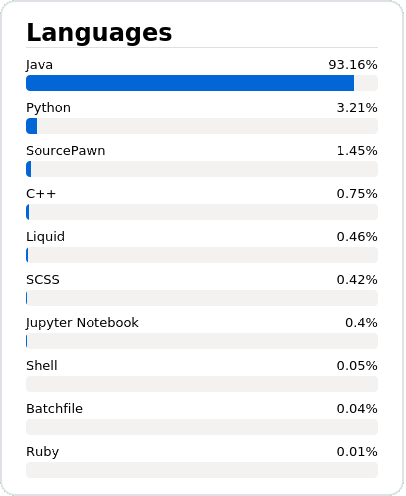 Languages
Java 93.16%
Python 3.21%
SourcePawn 1.45%
C++ 0.75%
Liquid 0.46%
SCSS 0.42%
Jupyter Notebook 0.4%
Shell 0.05%
Batchfile 0.04%
Ruby 0.01%